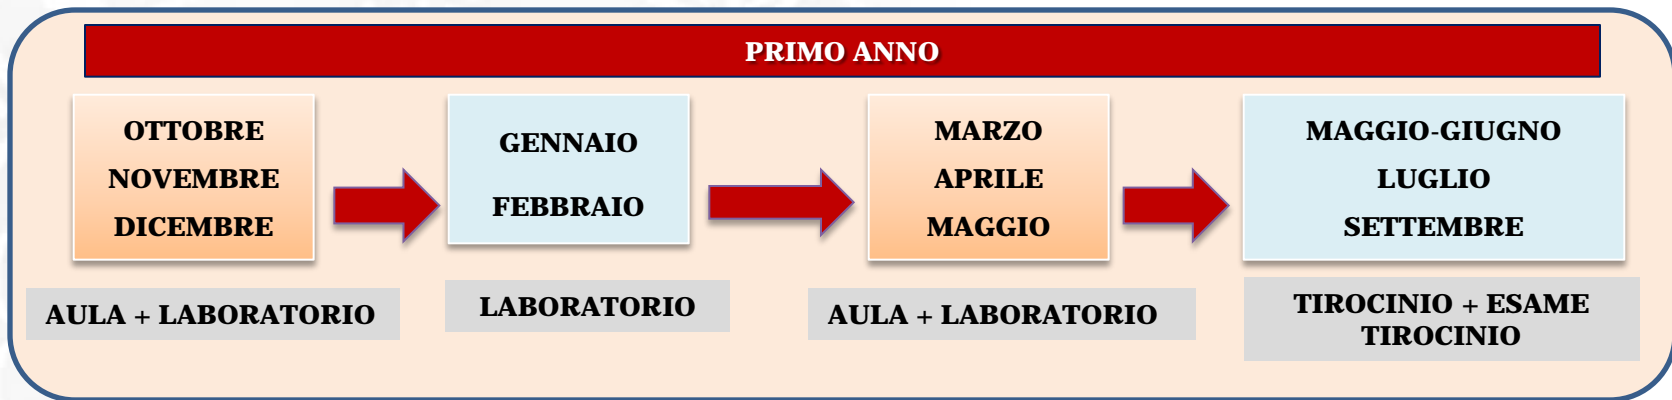 PRIMO ANNO
OTTOBRE
NOVEMBRE
DICEMBRE
AULA + LABORATORIO
GENNAIO
FEBBRAIO
LABORATORIO
MARZO
APRILE
MAGGIO
AULA + LABORATORIO
MAGGIO-GIUGNO
LUGLIO
SETTEMBRE
TIROCINIO + ESAME
TIROCINIO